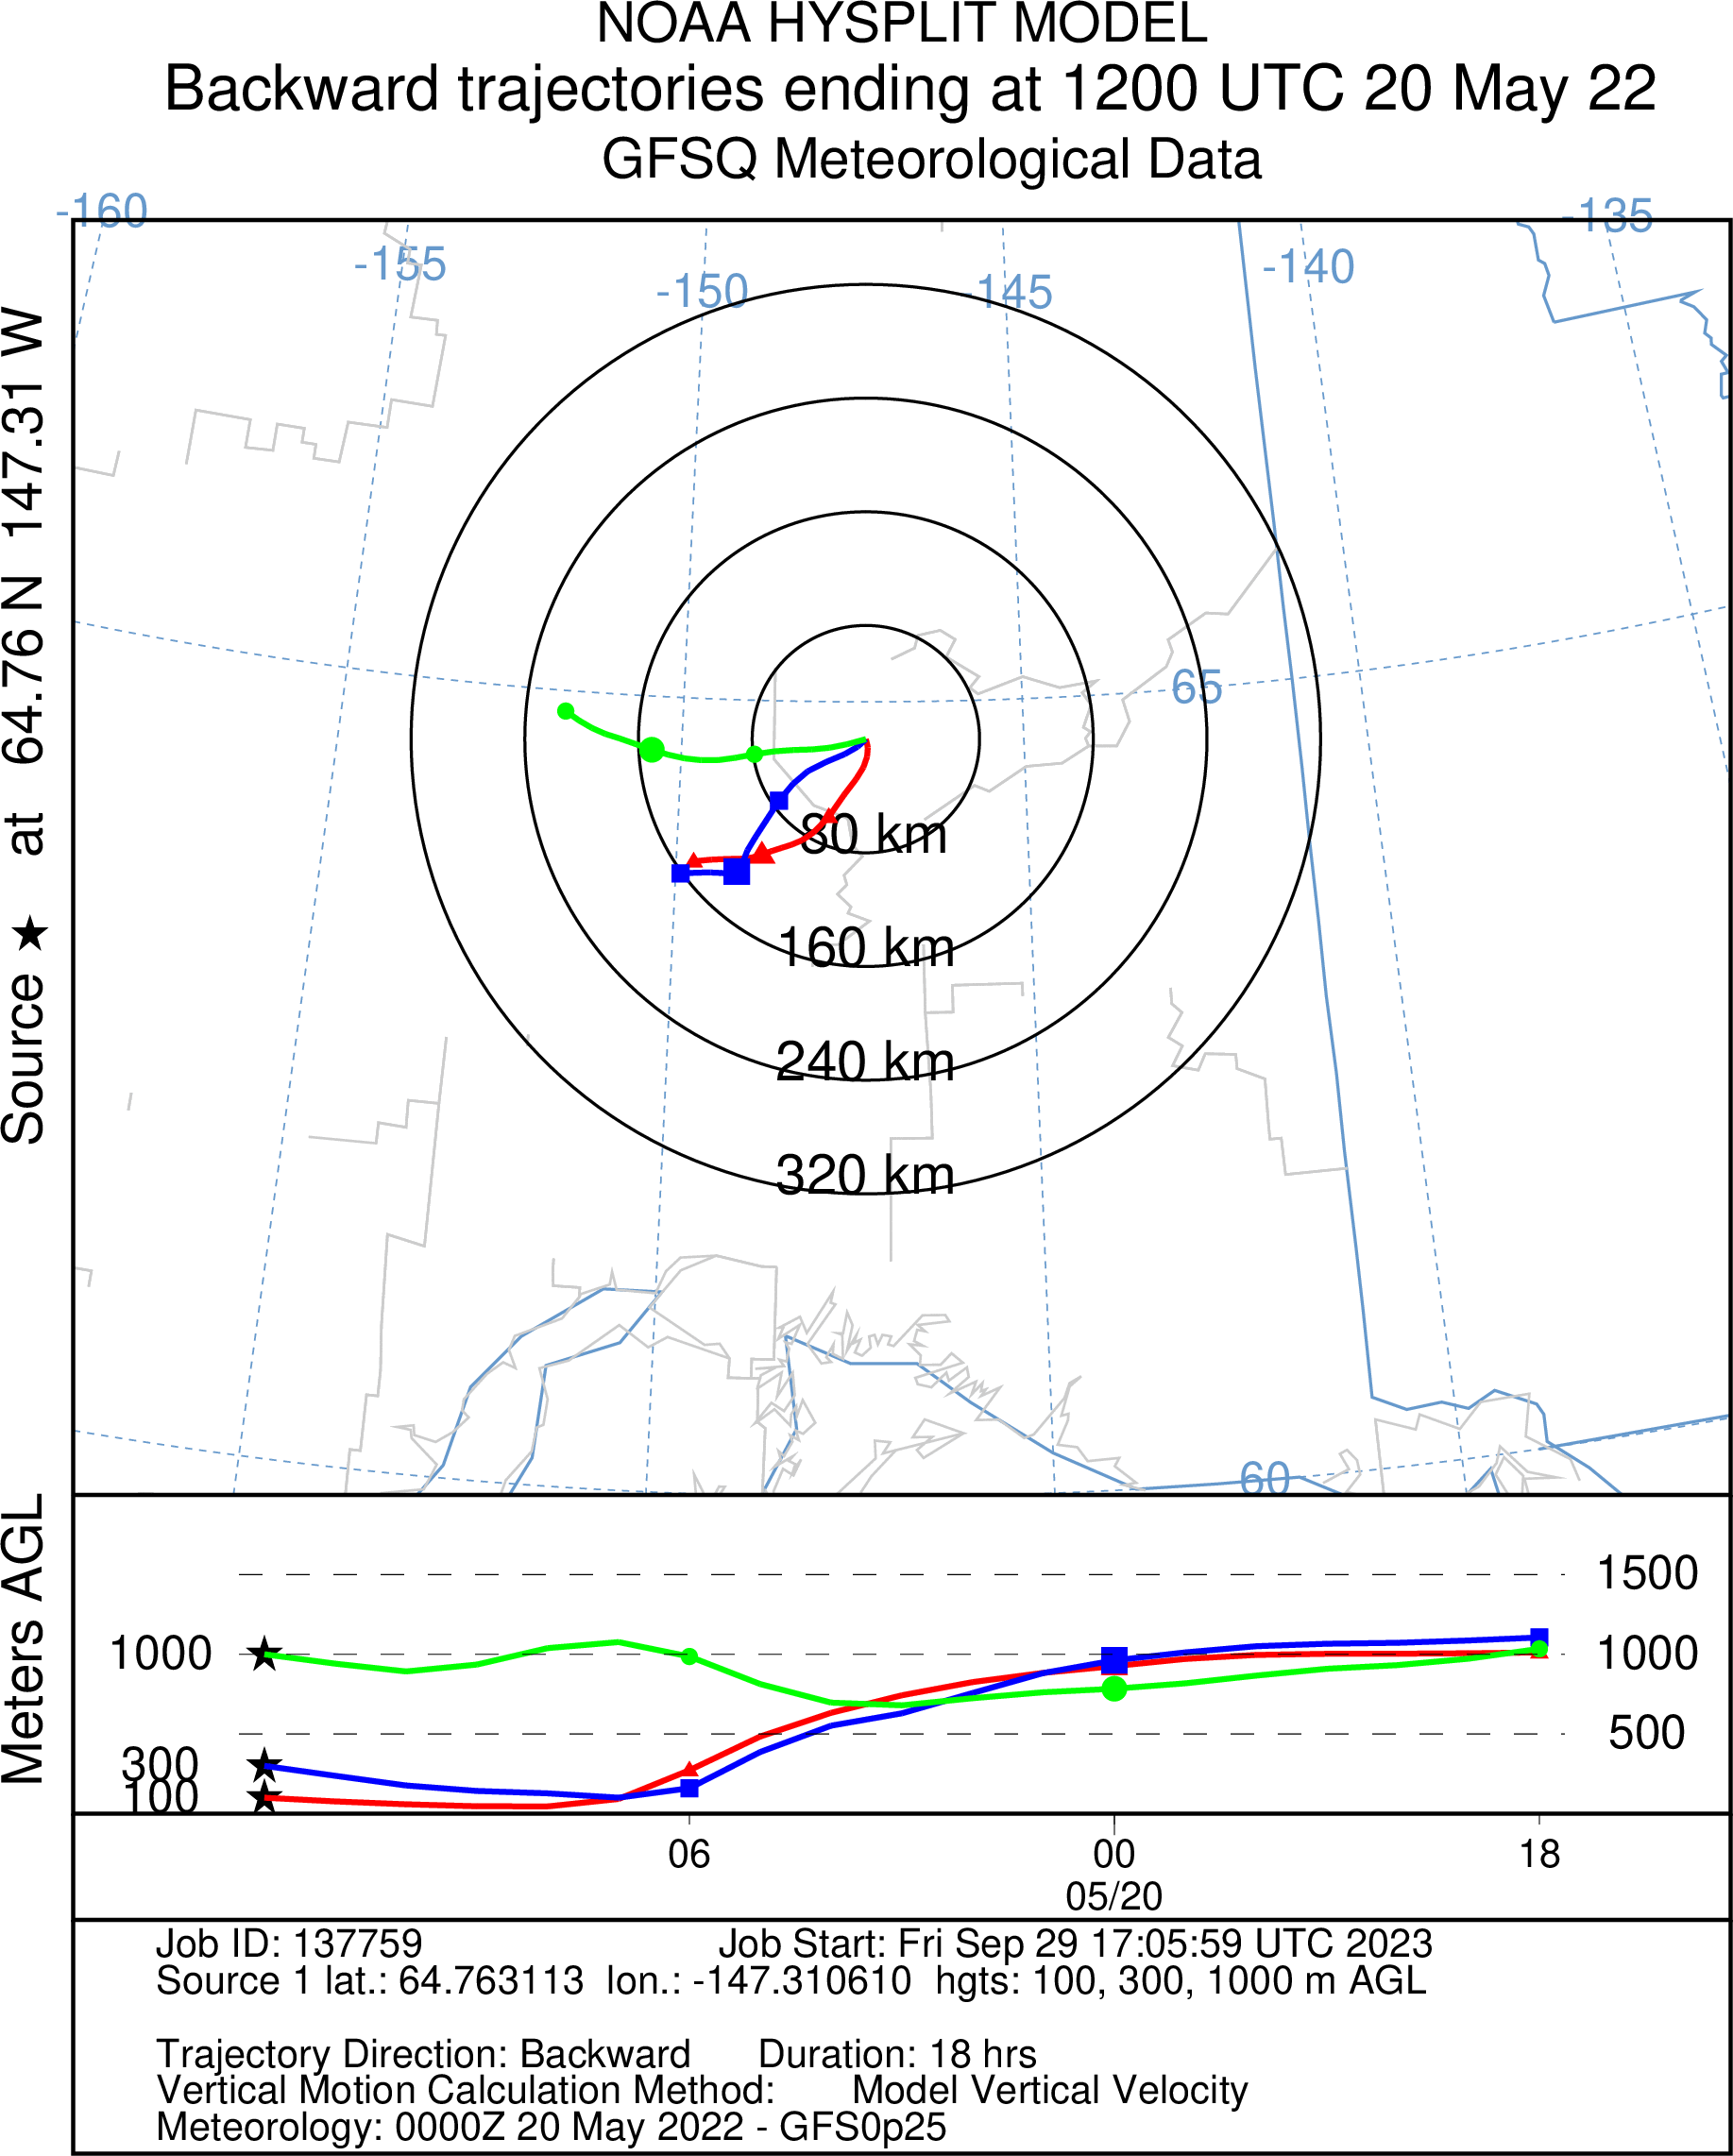 NOAA HYSPLIT MODEL
Backward trajectories ending at 1200 UTC 20 May 22
GFSQ Meteorological Data
Source ★ at 64.76 N 147.31 W
-160
-155
-150
-145
-140
-135
65
80 km
160 km
240 km
320 km
60
Meters AGL
1500
1000
1000
500
300
100
06
00
18
05/20
Job ID: 137759 Job Start: Fri Sep 29 17:05:59 UTC 2023
Source 1 lat.: 64.763113 lon.: -147.310610 hgts: 100, 300, 1000 m AGL
Trajectory Direction: Backward Duration: 18 hrs
Vertical Motion Calculation Method: Model Vertical Velocity
Meteorology: 0000Z 20 May 2022 - GFS0p25